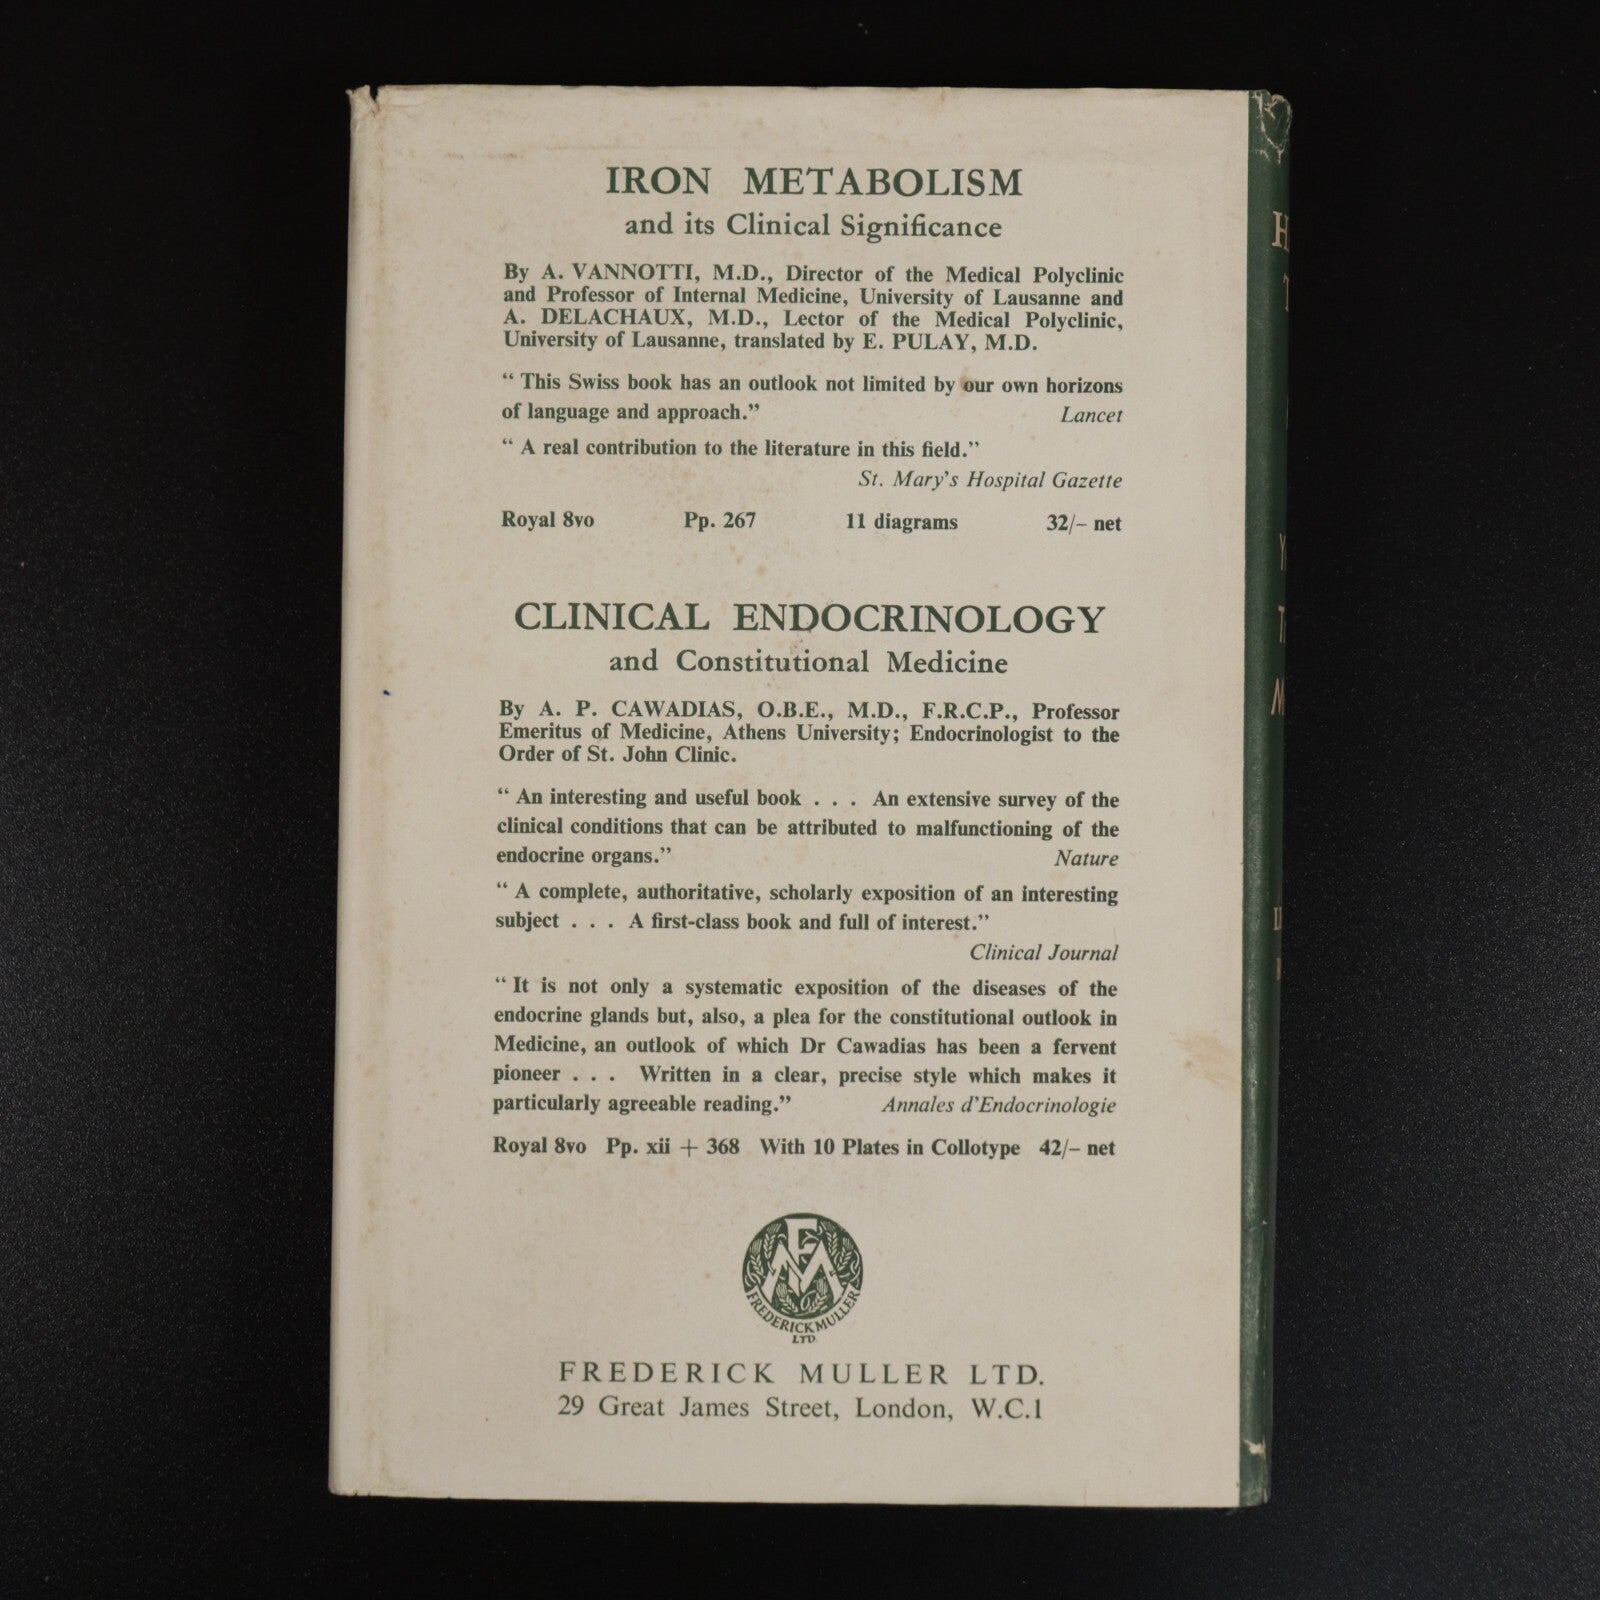 IRON METABOLISM
and its Clinical Significance
By A. VANNOTTI, M.D., Director of the Medical Polyclinic
and Professor of Internal Medicine, University of Lausanne and
A. DELACHAUX, M.D., Lector of the Medical Polyclinic,
University of Lausanne, translated by E. PULAY, M.D.
“ This Swiss book has an outlook not limited by our own horizons
of language and approach.” Lancet
“ A real contribution to the literature in this field.”
St. Mary's Hospital Gazette
Royal 8vo Pp. 267 11 diagrams 32/– net
CLINICAL ENDOCRINOLOGY
and Constitutional Medicine
By A. P. CAWADIAS, O.B.E., M.D., F.R.C.P., Professor
Emeritus of Medicine, Athens University; Endocrinologist to the
Order of St. John Clinic.
“ An interesting and useful book . . . An extensive survey of the
clinical conditions that can be attributed to malfunctioning of the
endocrine organs.” Nature
“ A complete, authoritative, scholarly exposition of an interesting
subject . . . A first-class book and full of interest.”
Clinical Journal
“ It is not only a systematic exposition of the diseases of the
endocrine glands but, also, a plea for the constitutional outlook in
Medicine, an outlook of which Dr Cawadias has been a fervent
pioneer . . . Written in a clear, precise style which makes it
particularly agreeable reading.” Annales d'Endocrinologie
Royal 8vo Pp. xii + 368 With 10 Plates in Collotype 42/– net
FM
FREDERICK MULLER
LTD.
FREDERICK MULLER LTD.
29 Great James Street, London, W.C.1